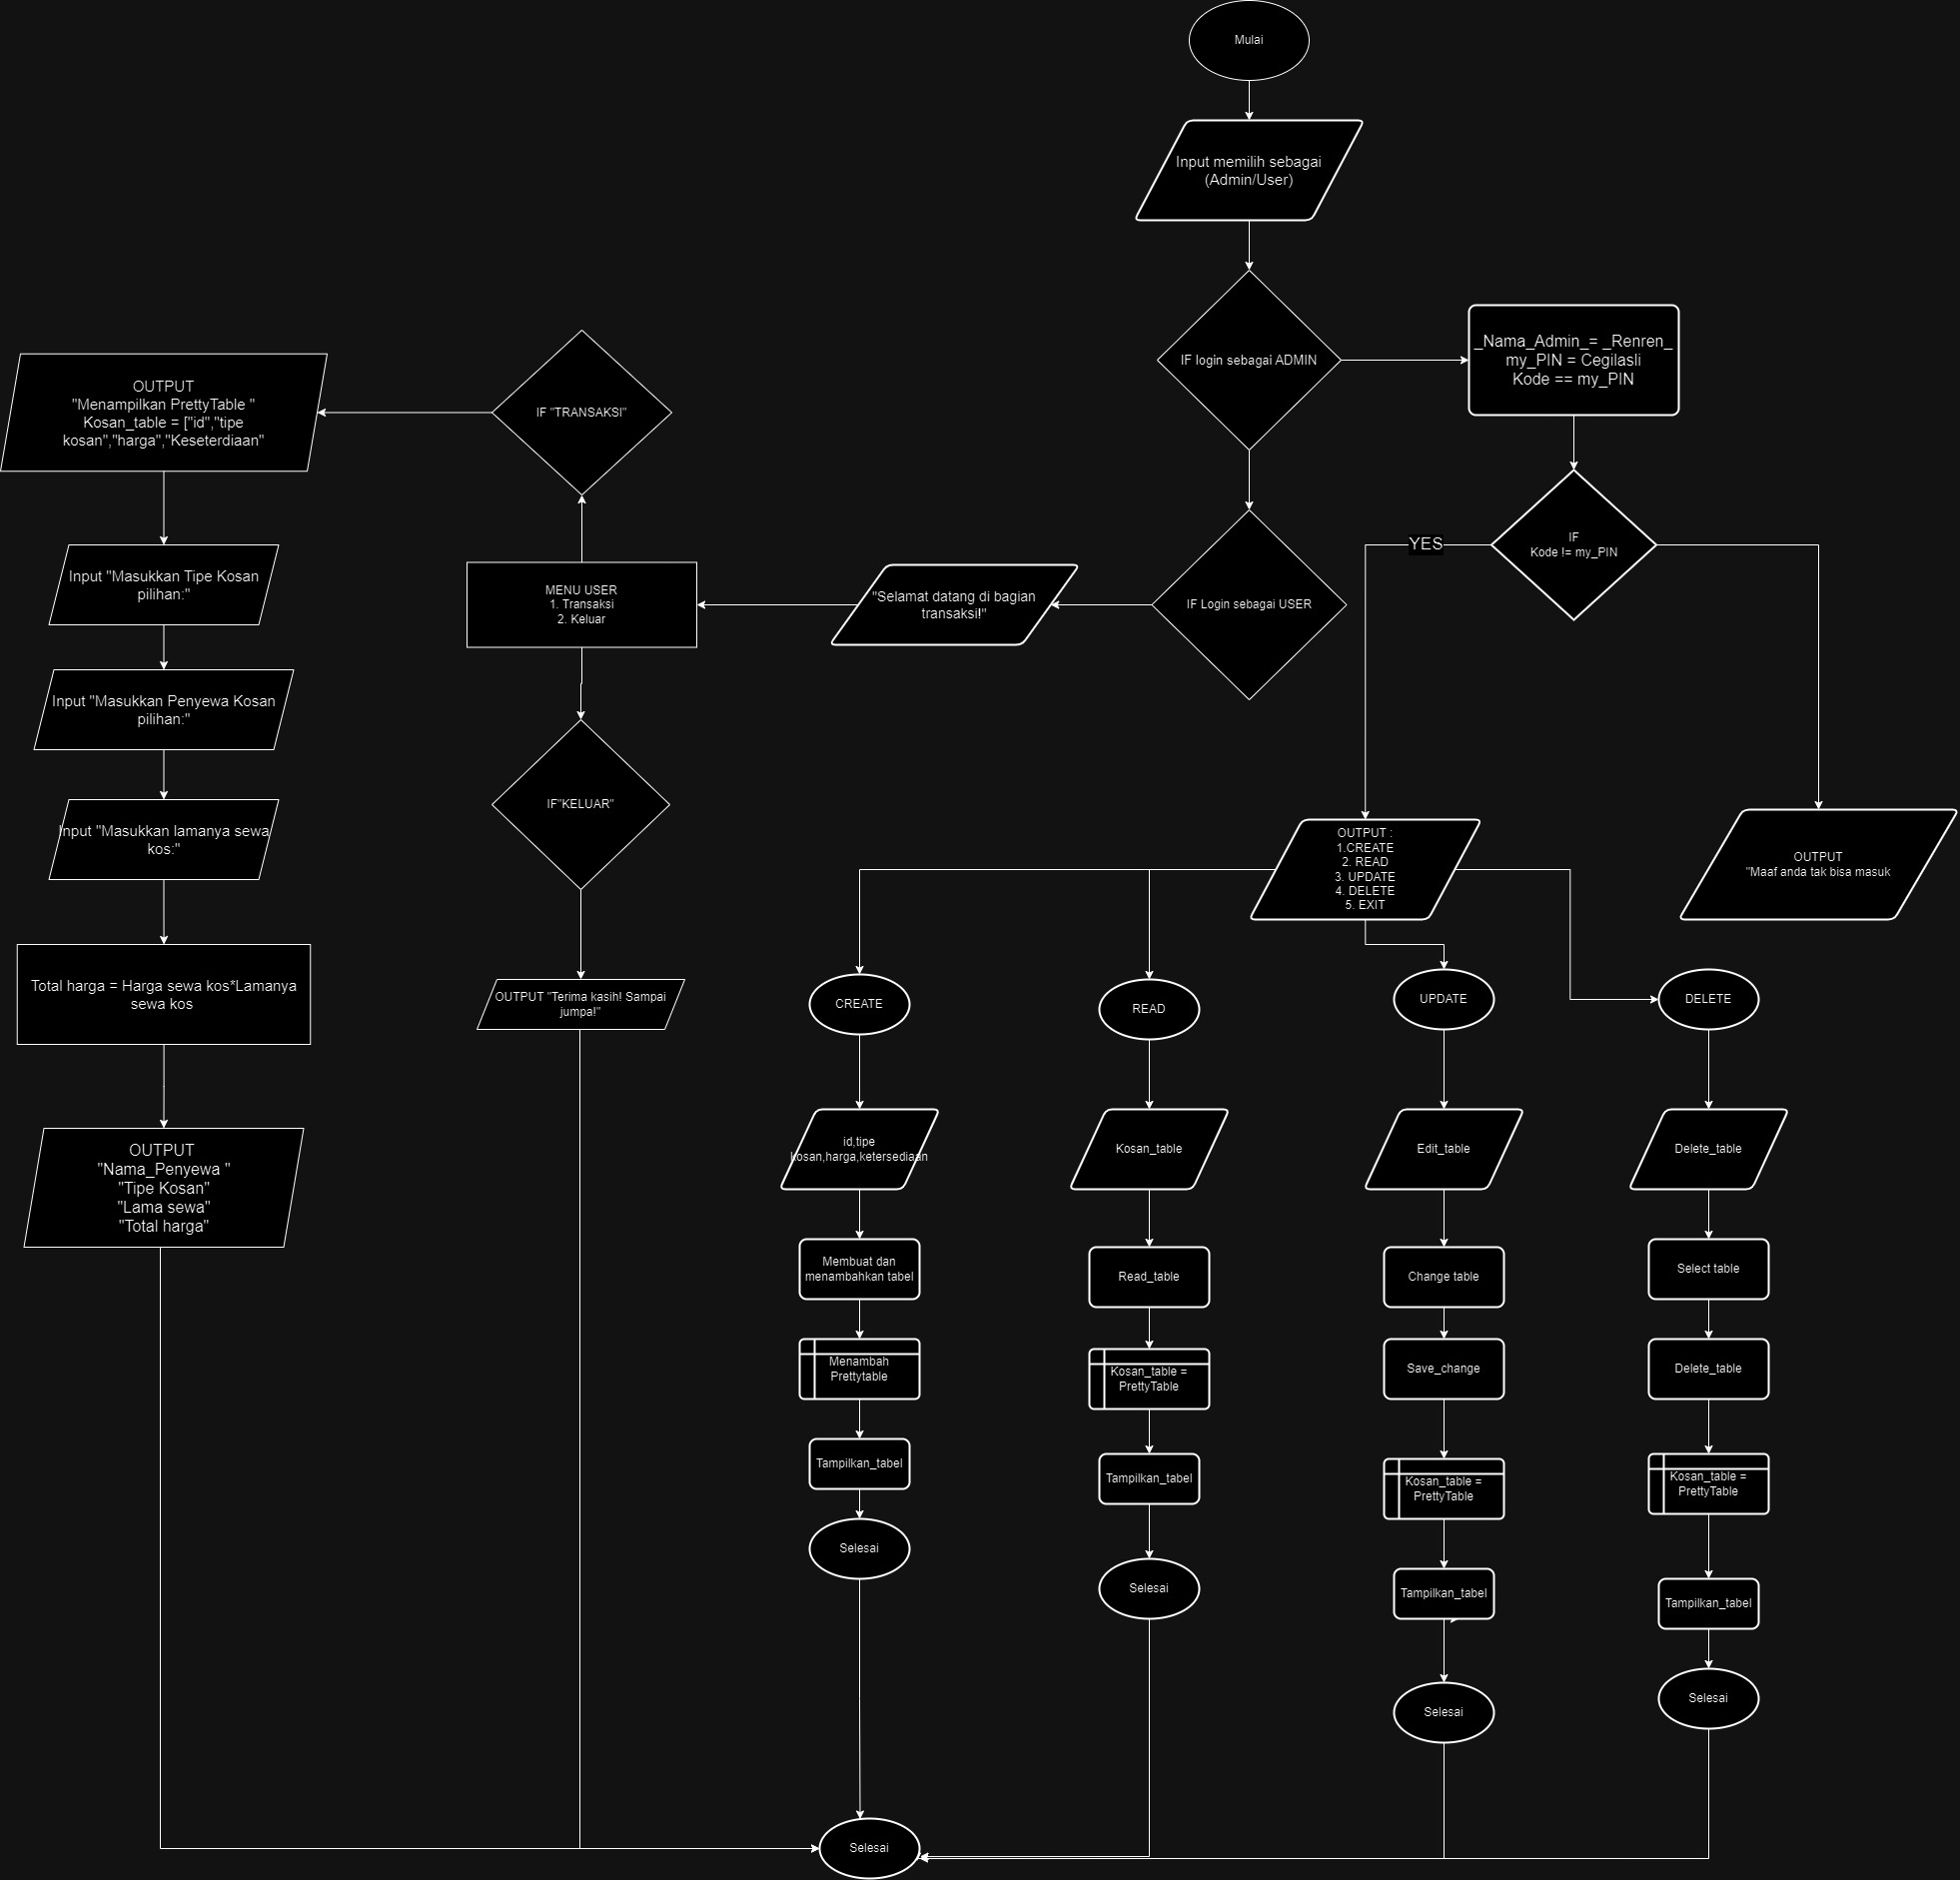 Mulai
Input memilih sebagai
(Admin/User)
IF login sebagai ADMIN
_Nama_Admin_= _Renren_
my_PIN = Cegilasli
Kode == my_PIN
IF
Kode != my_PIN
YES
OUTPUT
"Maaf anda tak bisa masuk
IF Login sebagai USER
"Selamat datang di bagian
transaksi!"
MENU USER
1. Transaksi
2. Keluar
IF "TRANSAKSI"
OUTPUT
"Menampilkan PrettyTable "
Kosan_table = ["id","tipe
kosan","harga","Keseterdiaan"
Input "Masukkan Tipe Kosan
pilihan:"
Input "Masukkan Penyewa Kosan
pilihan:"
Input "Masukkan lamanya sewa
kos:"
Total harga = Harga sewa kos*Lamanya
sewa kos
OUTPUT
"Nama_Penyewa "
"Tipe Kosan"
"Lama sewa"
"Total harga"
IF"KELUAR"
OUTPUT "Terima kasih! Sampai
jumpa!"
OUTPUT :
1.CREATE
2. READ
3. UPDATE
4. DELETE
5. EXIT
CREATE
id,tipe
kosan,harga,ketersediaan
Membuat dan
menambahkan tabel
Menambah
Prettytable
Tampilkan_tabel
Selesai
READ
Kosan_table
Read_table
Kosan_table =
PrettyTable
Tampilkan_tabel
Selesai
UPDATE
Edit_table
Change table
Save_change
Kosan_table =
PrettyTable
Tampilkan_tabel
Selesai
DELETE
Delete_table
Select table
Delete_table
Kosan_table =
PrettyTable
Tampilkan_tabel
Selesai
Selesai